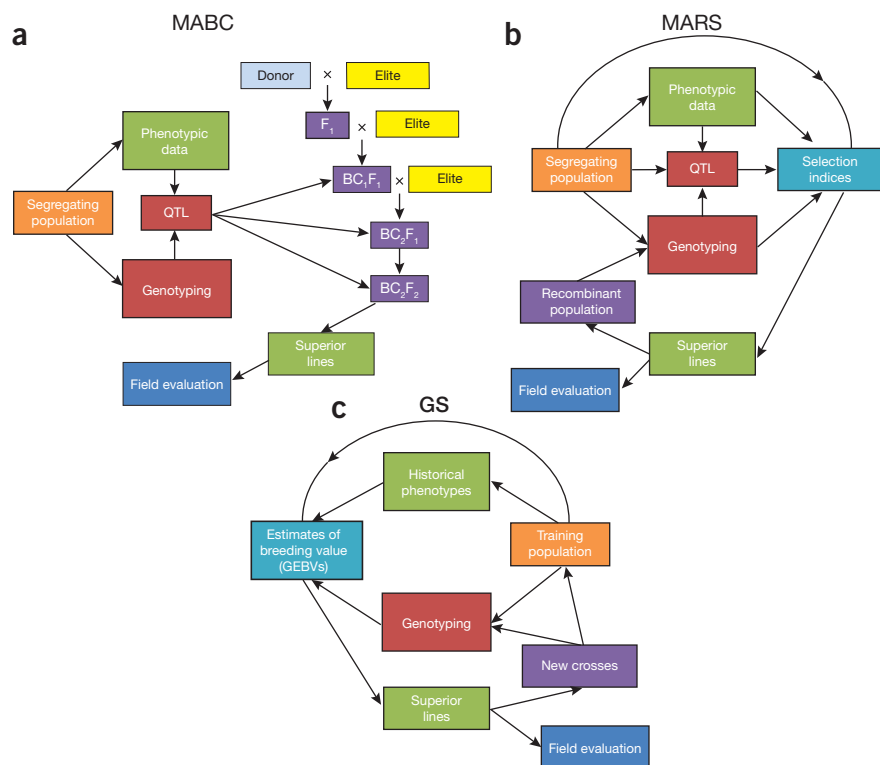 a
MABC
Donor
×
Elite
F₁
×
Elite
BC₁F₁
×
Elite
BC₂F₁
BC₂F₂
Phenotypic
data
Segregating
population
QTL
Genotyping
Superior
lines
Field evaluation
b
MARS
Phenotypic
data
Segregating
population
QTL
Selection
indices
Genotyping
Recombinant
population
Superior
lines
Field evaluation
c
GS
Historical
phenotypes
Estimates of
breeding value
(GEBVs)
Training
population
Genotyping
New crosses
Superior
lines
Field evaluation